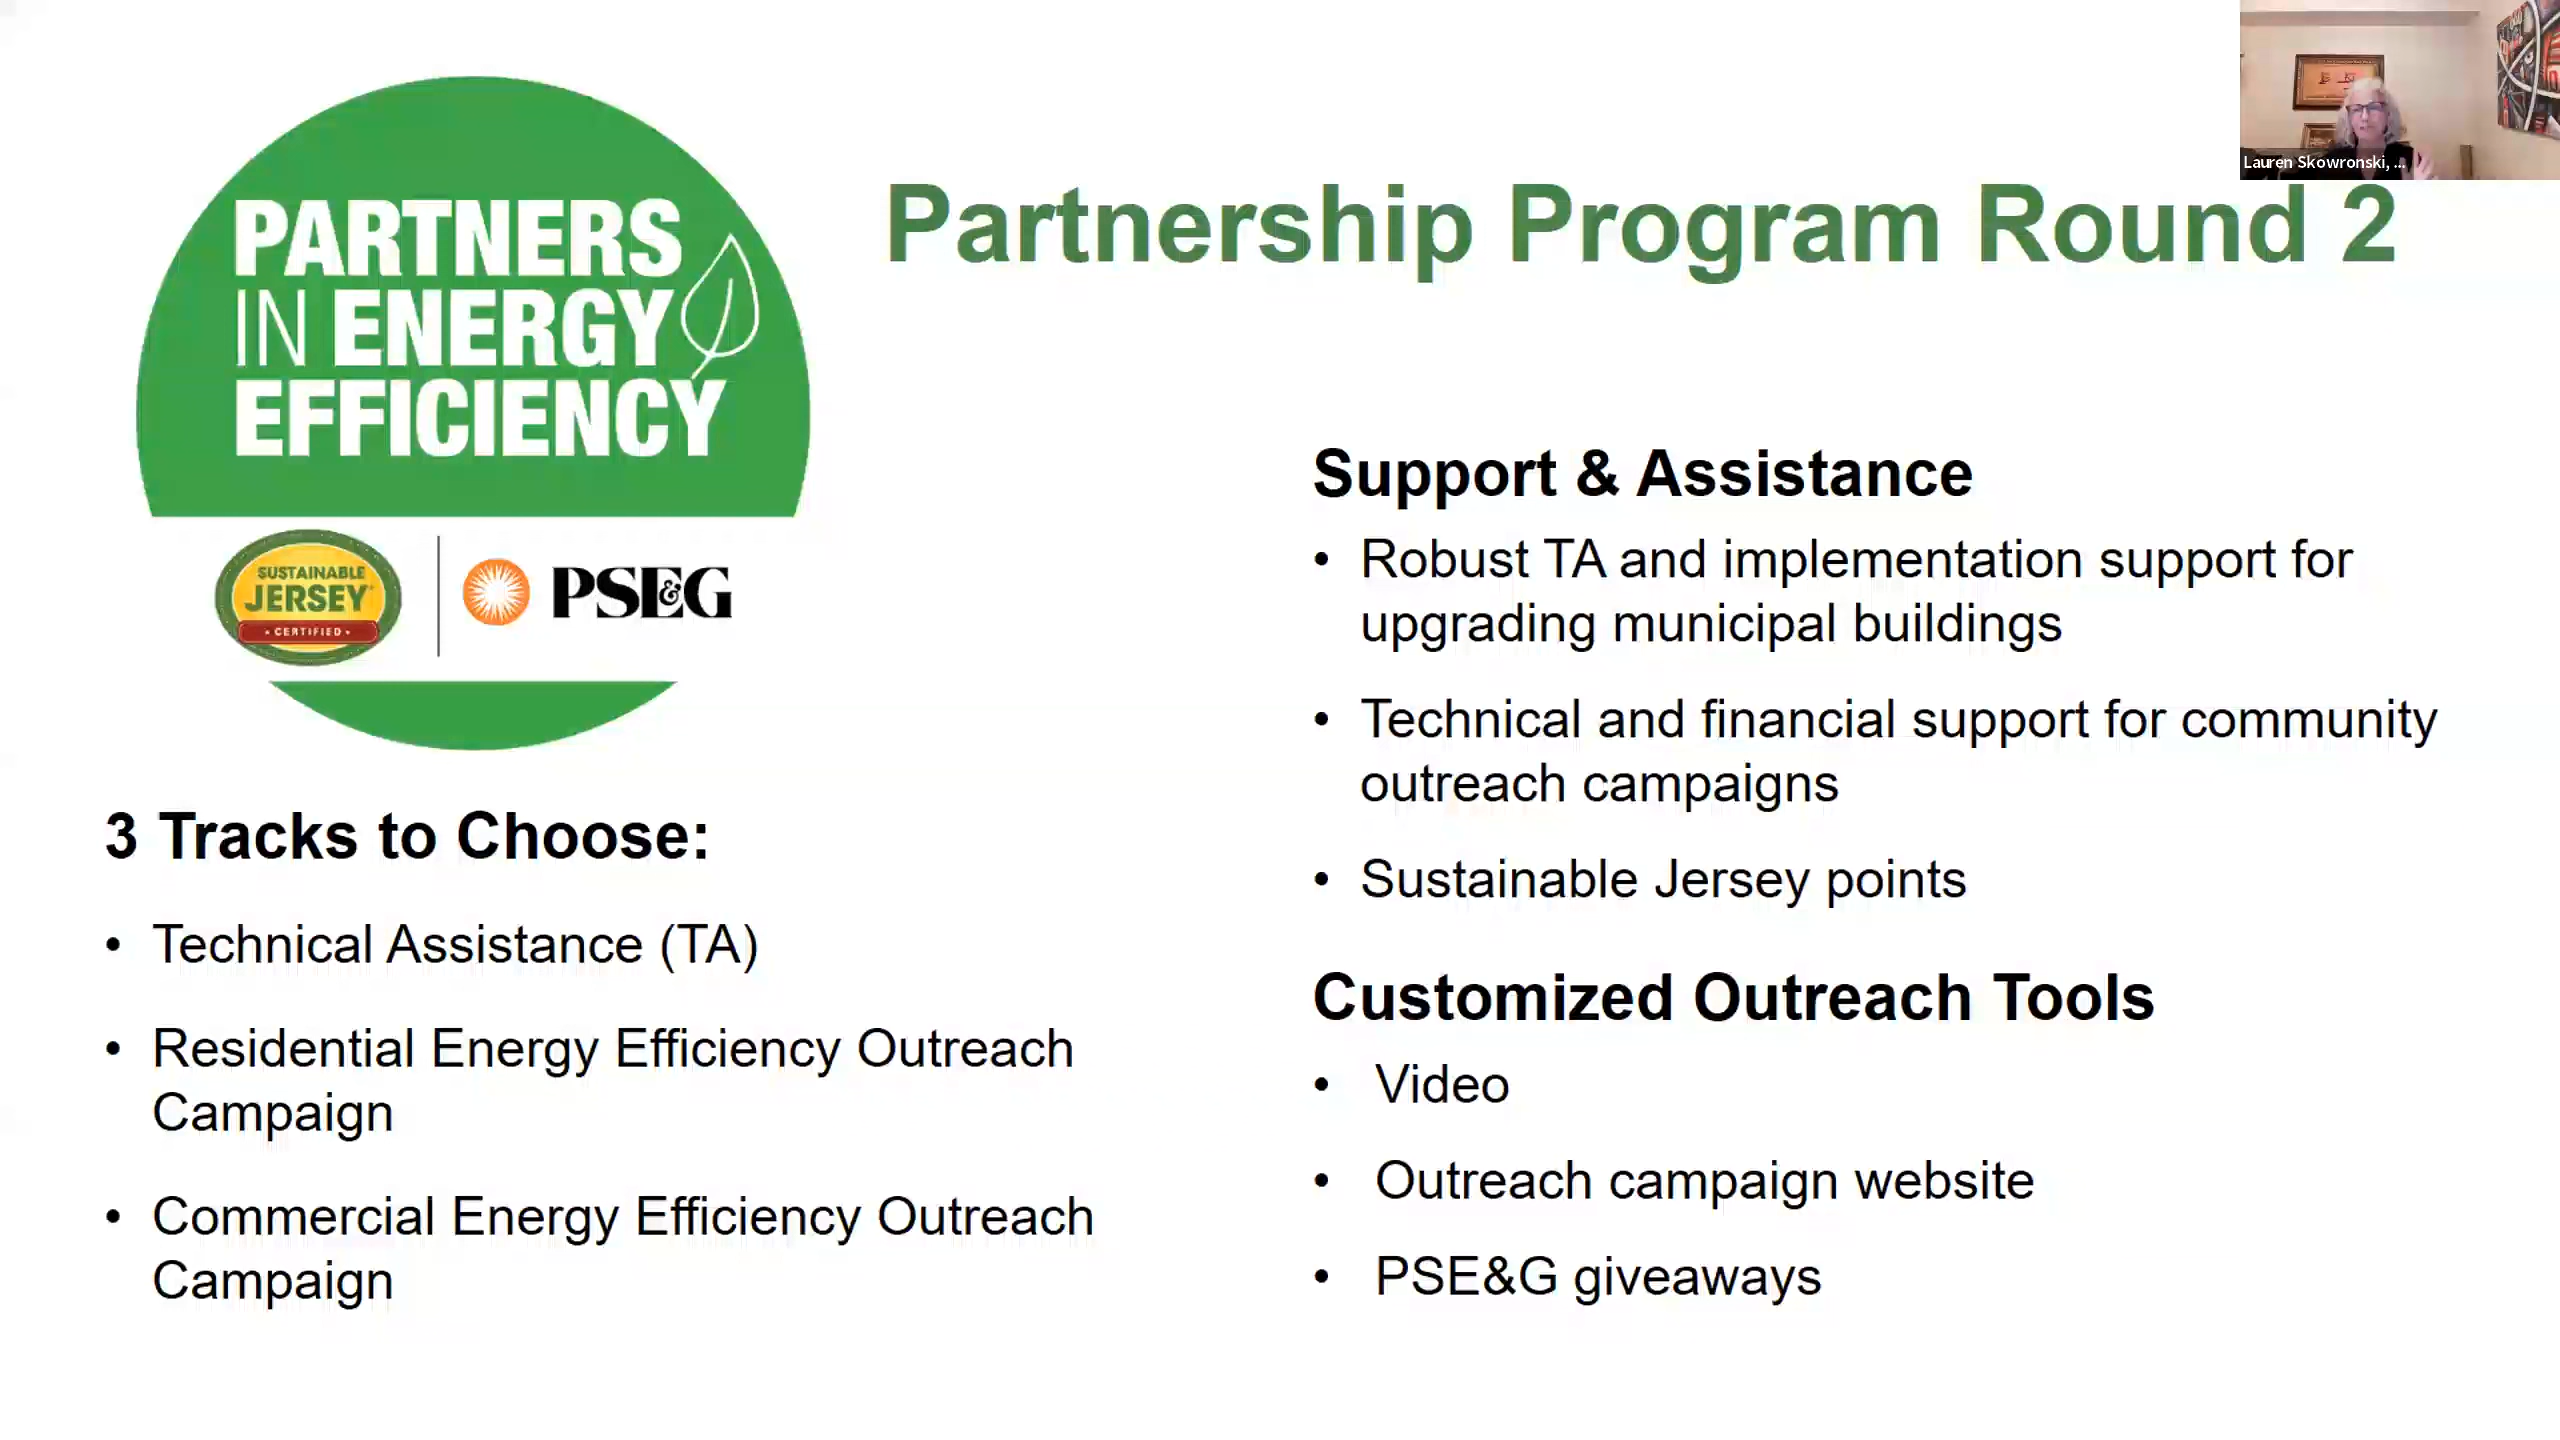 PARTNERS
IN ENERGY
EFFICIENCY
SUSTAINABLE
JERSEY
• CERTIFIED •
PSE&G
Lauren Skowronski, ...
Partnership Program Round 2
3 Tracks to Choose:
• Technical Assistance (TA)
• Residential Energy Efficiency Outreach
Campaign
• Commercial Energy Efficiency Outreach
Campaign
Support & Assistance
• Robust TA and implementation support for
upgrading municipal buildings
• Technical and financial support for community
outreach campaigns
• Sustainable Jersey points
Customized Outreach Tools
• Video
• Outreach campaign website
• PSE&G giveaways